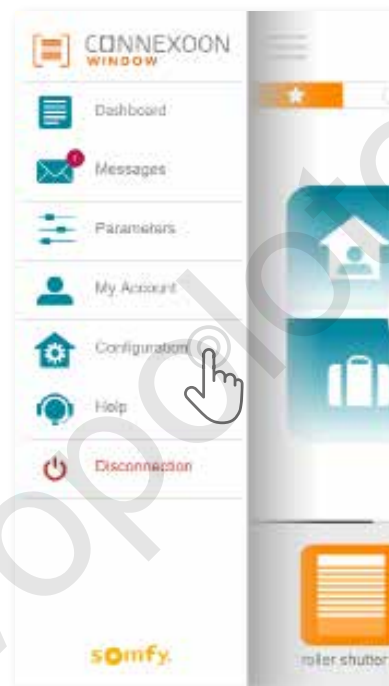 CONNEXOON
WINDOW
Dashboard
Messages
Parameters
My Account
Configuration
Help
Disconnection
somfy.
roller shutter